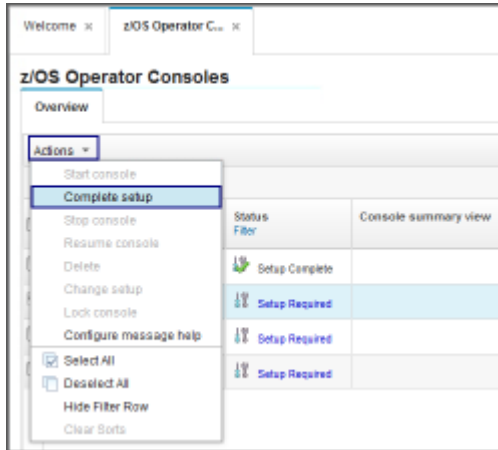 Welcome ×
z/OS Operator C... ×
z/OS Operator Consoles
Overview
Actions
Start console
Complete setup
Stop console
Resume console
Delete
Change setup
Lock console
Configure message help
Select All
Deselect All
Hide Filter Row
Clear Sorts
Status
Filter
Console summary view
Setup Complete
Setup Required
Setup Required
Setup Required